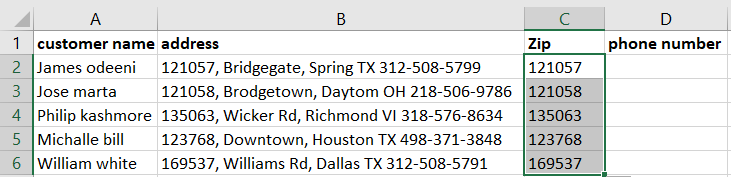 A B C D
1 customer name address Zip phone number
2 James odeeni 121057, Bridgegate, Spring TX 312-508-5799 121057
3 Jose marta 121058, Brodgetown, Daytom OH 218-506-9786 121058
4 Philip kashmore 135063, Wicker Rd, Richmond VI 318-576-8634 135063
5 Michalle bill 123768, Downtown, Houston TX 498-371-3848 123768
6 William white 169537, Williams Rd, Dallas TX 312-508-5791 169537